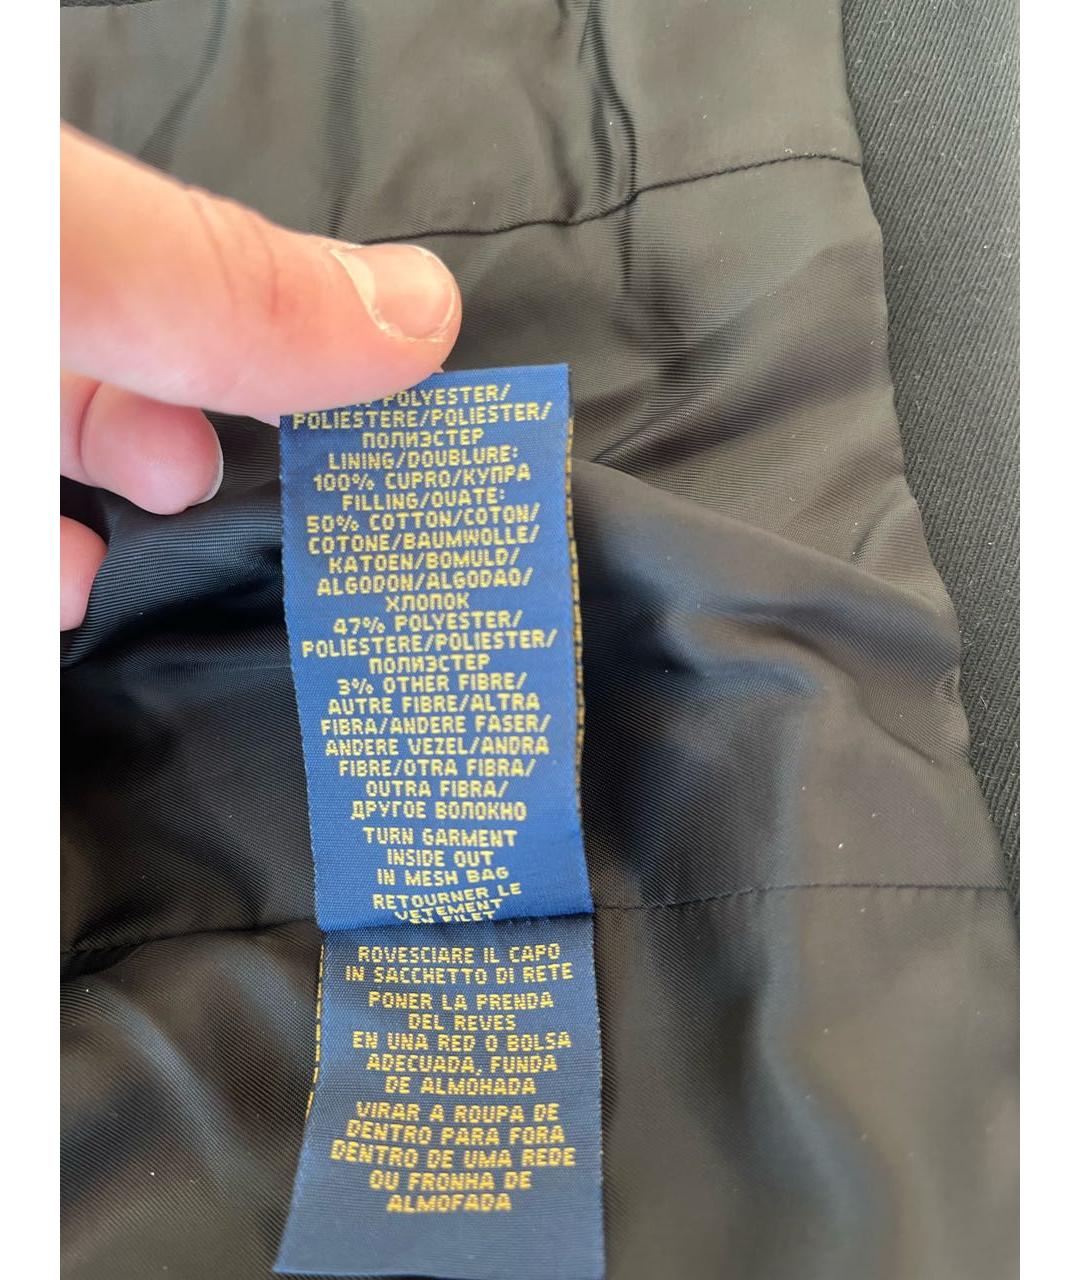 POLYESTER/
POLIESTERE/POLIESTER/
ПОЛИЭСТЕР
LINING/DOUBLURE:
100% CUPRO/КУПРА
FILLING/OUATE:
50% COTTON/COTON/
COTONE/BAUMWOLLE/
KATOEN/BOMULD/
ALGODON/ALGODAO/
ХЛОПОК
47% POLYESTER/
POLIESTERE/POLIESTER/
ПОЛИЭСТЕР
3% OTHER FIBRE/
AUTRE FIBRE/ALTRA
FIBRA/ANDERE FASER/
ANDERE VEZEL/ANDRA
FIBRE/OTRA FIBRA/
OUTRA FIBRA/
ДРУГОЕ ВОЛОКНО
TURN GARMENT
INSIDE OUT
IN MESH BAG
RETOURNER LE
VETEMENT
FILET
ROVESCIARE IL CAPO
IN SACCHETTO DI RETE
PONER LA PRENDA
DEL REVES
EN UNA RED O BOLSA
ADECUADA, FUNDA
DE ALMOHADA
VIRAR A ROUPA DE
DENTRO PARA FORA
DENTRO DE UMA REDE
OU FRONHA DE
ALMOFADA